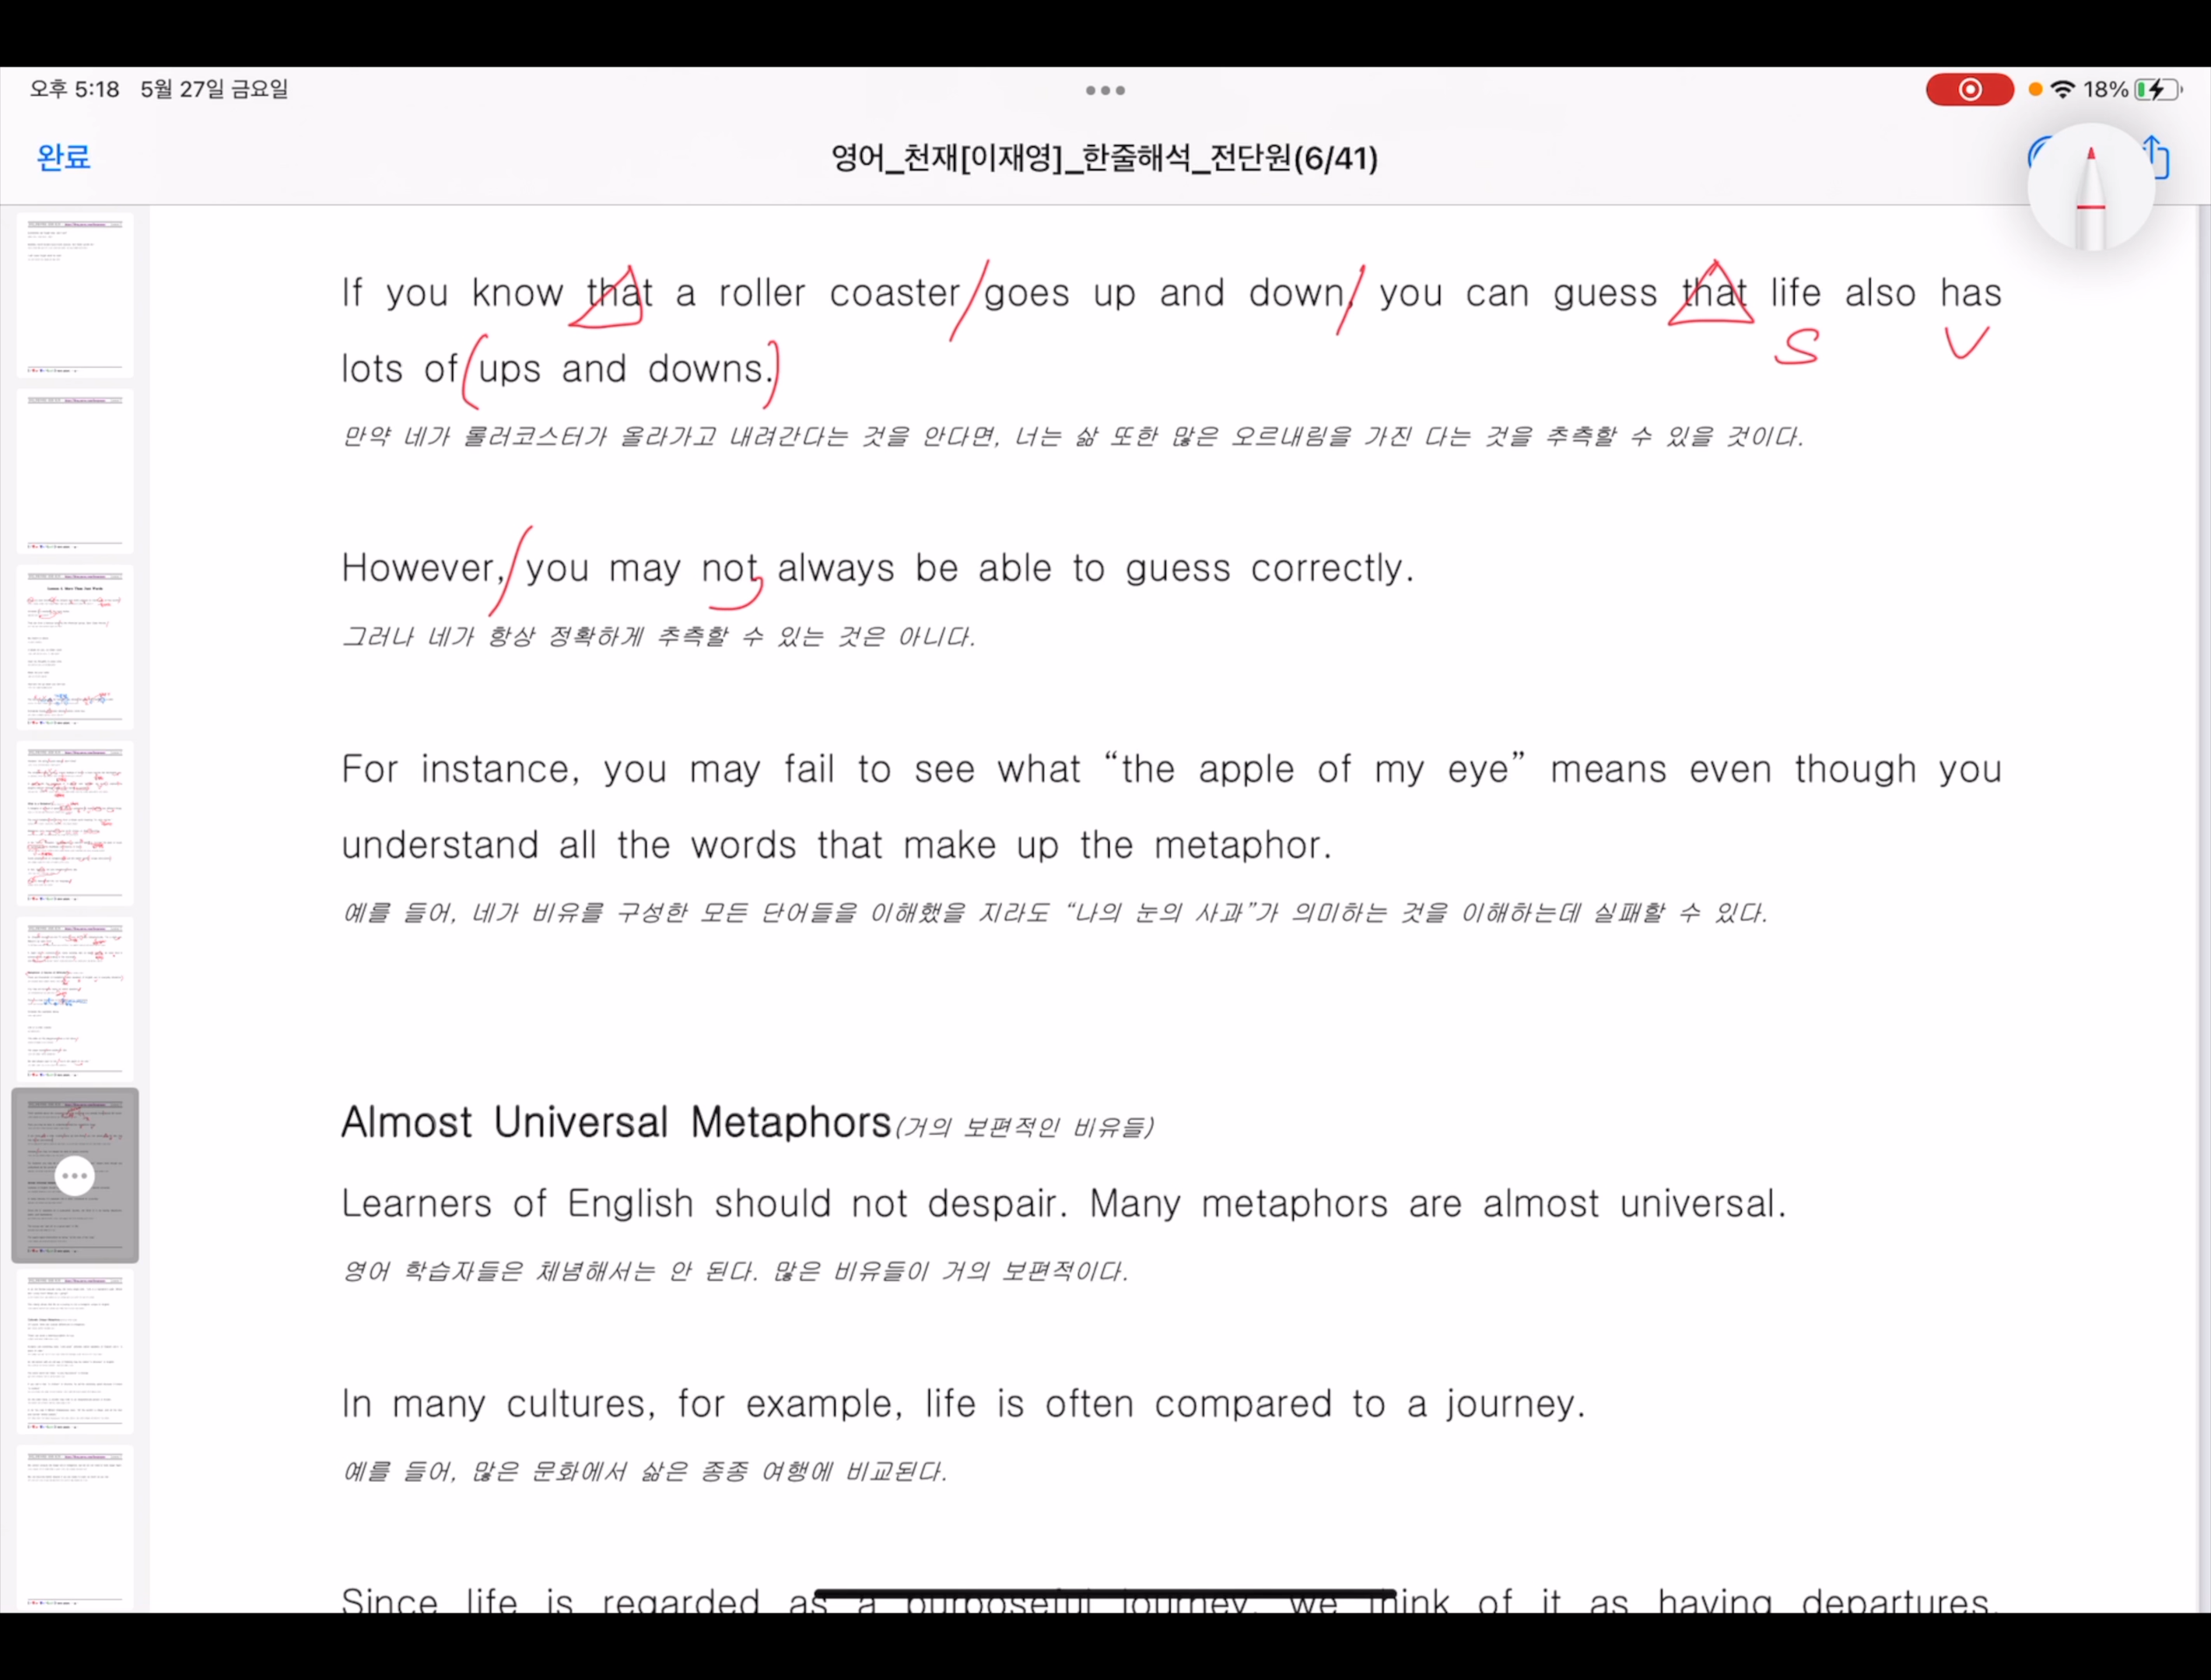 오후 5:18 5월 27일 금요일
18%
완료
영어_천재[이재영]_한줄해석_전단원(6/41)
If you know that a roller coaster goes up and down, you can guess that life also has
S V
lots of ups and downs.
만약 네가 롤러코스터가 올라가고 내려간다는 것을 안다면, 너는 삶 또한 많은 오르내림을 가진 다는 것을 추측할 수 있을 것이다.
However, you may not always be able to guess correctly.
그러나 네가 항상 정확하게 추측할 수 있는 것은 아니다.
For instance, you may fail to see what “the apple of my eye” means even though you
understand all the words that make up the metaphor.
예를 들어, 네가 비유를 구성한 모든 단어들을 이해했을 지라도 “나의 눈의 사과”가 의미하는 것을 이해하는데 실패할 수 있다.
Almost Universal Metaphors(거의 보편적인 비유들)
Learners of English should not despair. Many metaphors are almost universal.
영어 학습자들은 체념해서는 안 된다. 많은 비유들이 거의 보편적이다.
In many cultures, for example, life is often compared to a journey.
예를 들어, 많은 문화에서 삶은 종종 여행에 비교된다.
Since life is regarded as a purposeful journey, we think of it as having departures,